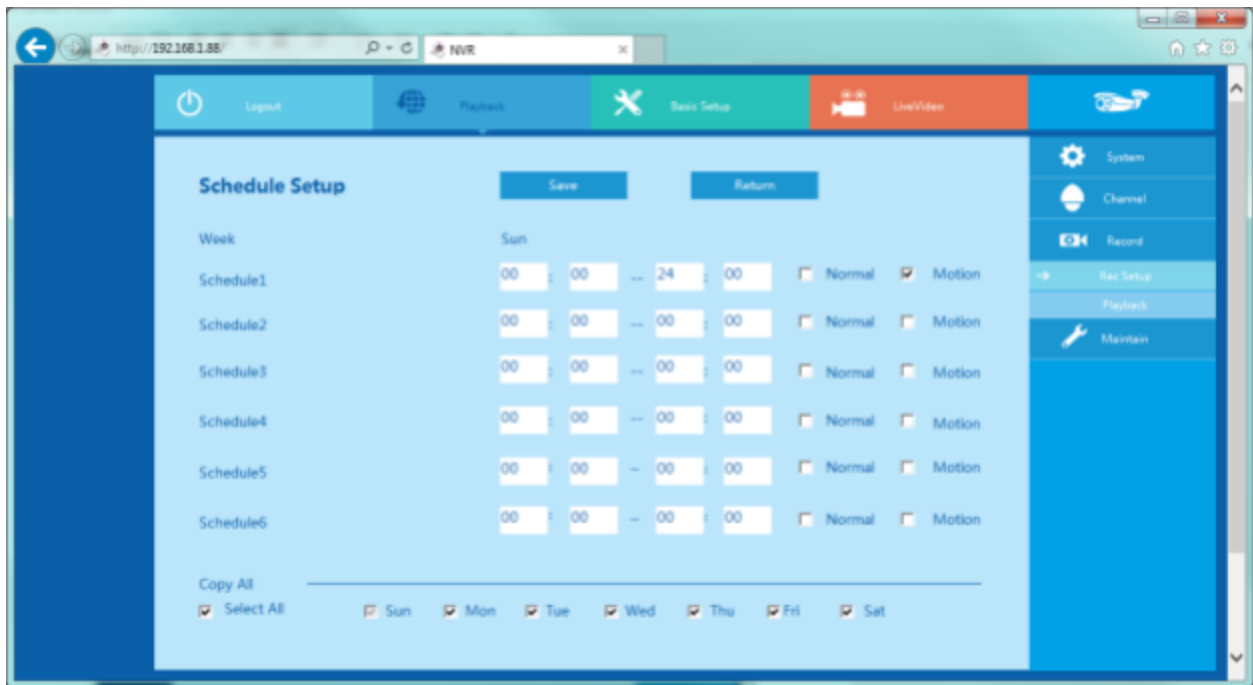 http://192.168.1.88/
NVR
Logout
Playback
Basic Setup
LiveVideo
System
Channel
Record
Rec Setup
Playback
Maintain
Schedule Setup
Save
Return
Week Sun
Schedule1 00 : 00 -- 24 : 00 Normal Motion
Schedule2 00 : 00 -- 00 : 00 Normal Motion
Schedule3 00 : 00 -- 00 : 00 Normal Motion
Schedule4 00 : 00 -- 00 : 00 Normal Motion
Schedule5 00 : 00 -- 00 : 00 Normal Motion
Schedule6 00 : 00 -- 00 : 00 Normal Motion
Copy All
Select All Sun Mon Tue Wed Thu Fri Sat